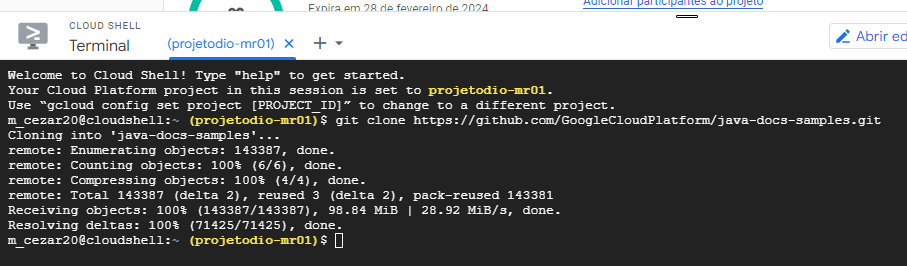 Expira em 28 de fevereiro de 2024
Adicionar participantes ao projeto
CLOUD SHELL
Terminal
(projetodio-mr01) × + ▾
Abrir ed
Welcome to Cloud Shell! Type "help" to get started.
Your Cloud Platform project in this session is set to projetodio-mr01.
Use “gcloud config set project [PROJECT_ID]” to change to a different project.
m_cezar20@cloudshell:~ (projetodio-mr01)$ git clone https://github.com/GoogleCloudPlatform/java-docs-samples.git
Cloning into 'java-docs-samples'...
remote: Enumerating objects: 143387, done.
remote: Counting objects: 100% (6/6), done.
remote: Compressing objects: 100% (4/4), done.
remote: Total 143387 (delta 2), reused 3 (delta 2), pack-reused 143381
Receiving objects: 100% (143387/143387), 98.84 MiB | 28.92 MiB/s, done.
Resolving deltas: 100% (71425/71425), done.
m_cezar20@cloudshell:~ (projetodio-mr01)$